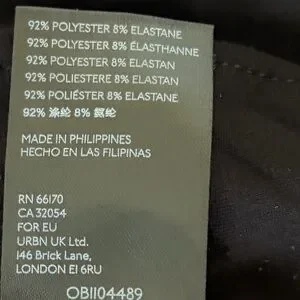 92% POLYESTER 8% ELASTANE
92% POLYESTER 8% ÉLASTHANNE
92% POLYESTER 8% ELASTAN
92% POLIESTERE 8% ELASTAN
92% POLIÉSTER 8% ELASTANE
92% 涤纶 8% 氨纶
MADE IN PHILIPPINES
HECHO EN LAS FILIPINAS
RN 66170
CA 32054
FOR EU
URBN UK Ltd.
146 Brick Lane,
LONDON E1 6RU
OB1104489